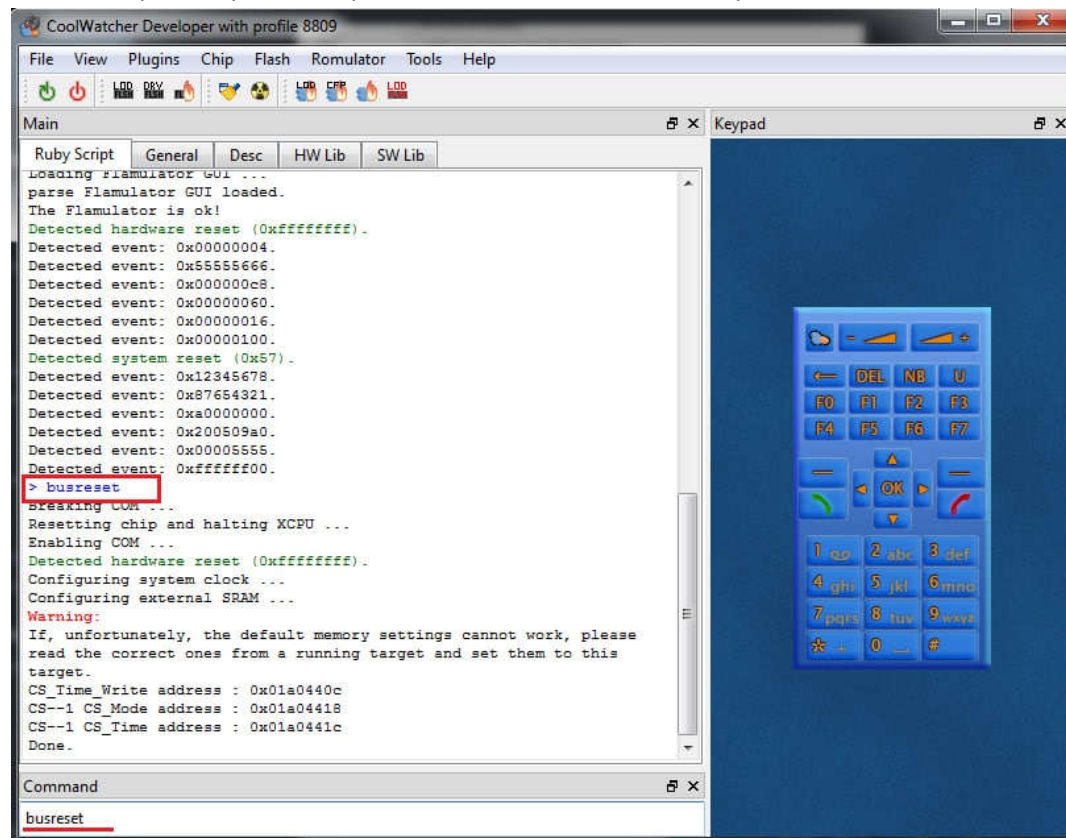 CoolWatcher Developer with profile 8809
File View Plugins Chip Flash Romulator Tools Help
Main
Keypad
Ruby Script General Desc HW Lib SW Lib
Loading Flamulator GUI ...
parse Flamulator GUI loaded.
The Flamulator is ok!
Detected hardware reset (0xffffffff).
Detected event: 0x00000004.
Detected event: 0x55555666.
Detected event: 0x000000c8.
Detected event: 0x00000060.
Detected event: 0x00000016.
Detected event: 0x00000100.
Detected system reset (0x57).
Detected event: 0x12345678.
Detected event: 0x87654321.
Detected event: 0xa0000000.
Detected event: 0x200509a0.
Detected event: 0x00005555.
Detected event: 0xffffff00.
> busreset
Breaking COM ...
Resetting chip and halting XCPU ...
Enabling COM ...
Detected hardware reset (0xffffffff).
Configuring system clock ...
Configuring external SRAM ...
Warning:
If, unfortunately, the default memory settings cannot work, please
read the correct ones from a running target and set them to this
target.
CS_Time_Write address : 0x01a0440c
CS--1 CS_Mode address : 0x01a04418
CS--1 CS_Time address : 0x01a0441c
Done.
Command
busreset
- +
DEL NB U
F0 F1 F2 F3
F4 F5 F6 F7
OK
1 2 abc 3 def
4 ghi 5 jkl 6 mno
7 pqrs 8 tuv 9 wxyz
* + 0 _ #